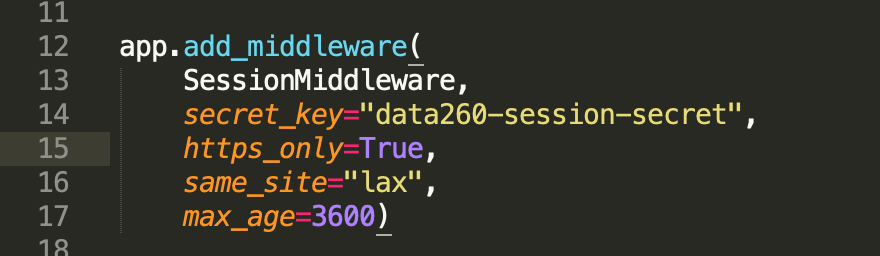 11
12 app.add_middleware(
13 SessionMiddleware,
14 secret_key="data260-session-secret",
15 https_only=True,
16 same_site="lax",
17 max_age=3600)
18